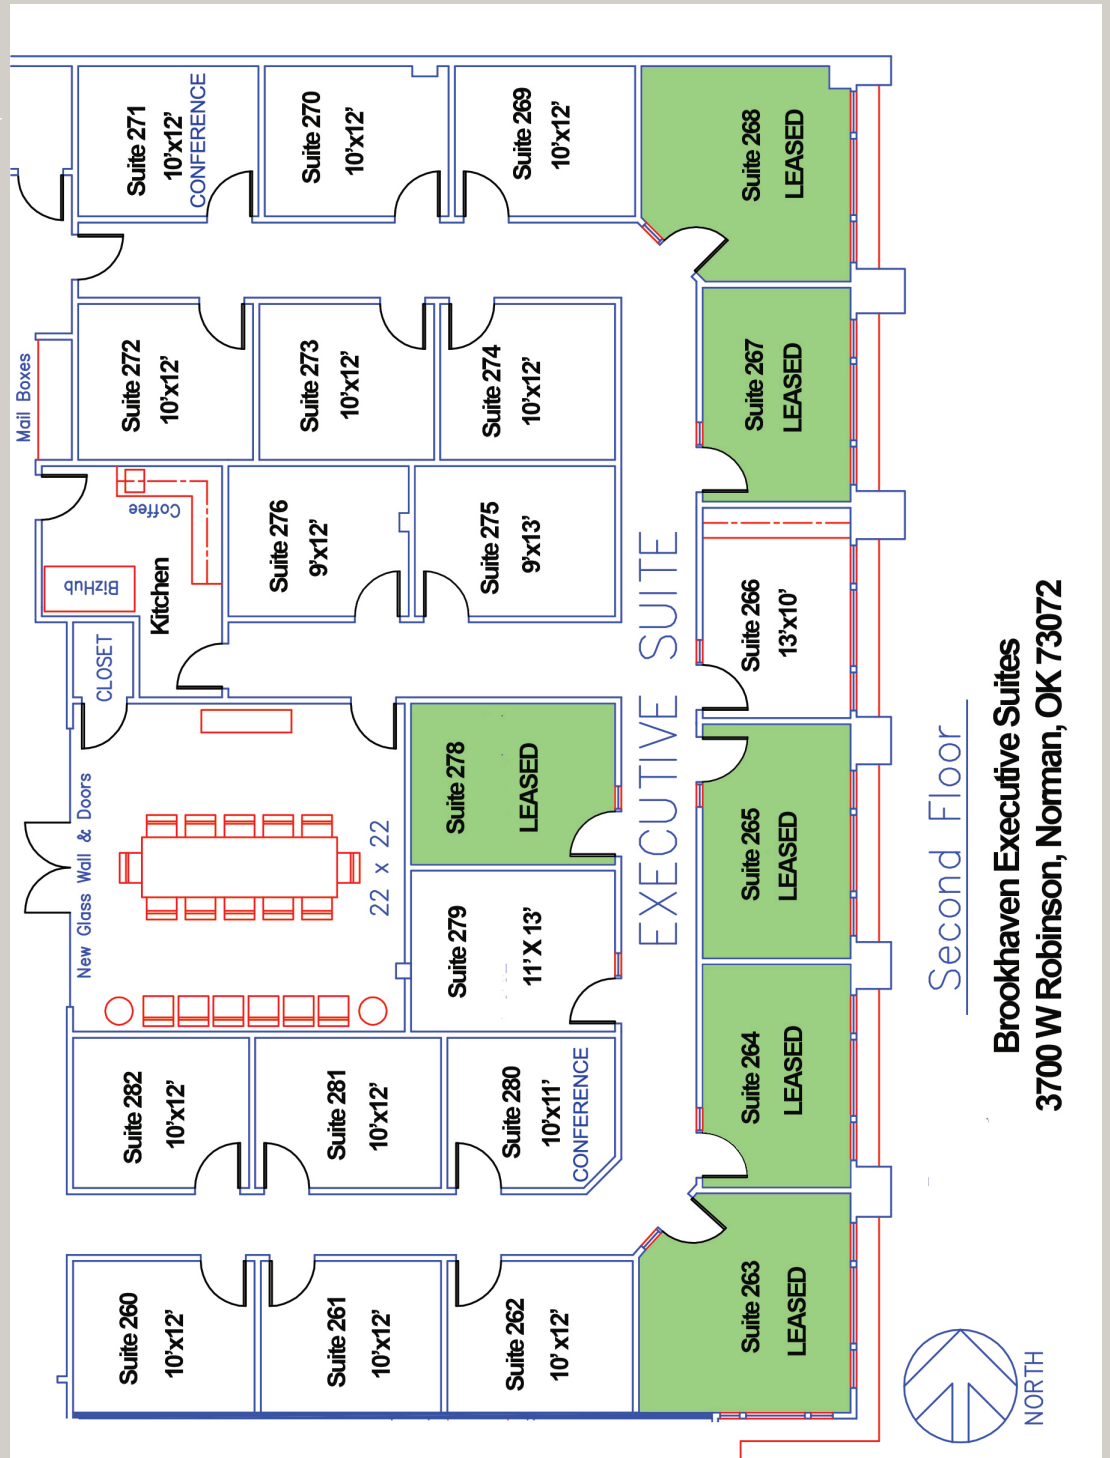 Suite 271
10'x12'
CONFERENCE
Suite 270
10'x12'
Suite 269
10'x12'
Suite 268
LEASED
Suite 272
10'x12'
Suite 273
10'x12'
Suite 274
10'x12'
Suite 267
LEASED
Mail Boxes
Coffee
BizHub
Kitchen
CLOSET
Suite 276
9'x12'
Suite 275
9'x13'
Suite 266
13'x10'
New Glass Wall & Doors
22 x 22
Suite 278
LEASED
Suite 279
11' X 13'
EXECUTIVE SUITE
Suite 265
LEASED
Suite 282
10'x12'
Suite 281
10'x12'
Suite 280
10'x11'
CONFERENCE
Suite 264
LEASED
Suite 260
10'x12'
Suite 261
10'x12'
Suite 262
10' x12'
Suite 263
LEASED
Second Floor
Brookhaven Executive Suites
3700 W Robinson, Norman, OK 73072
NORTH